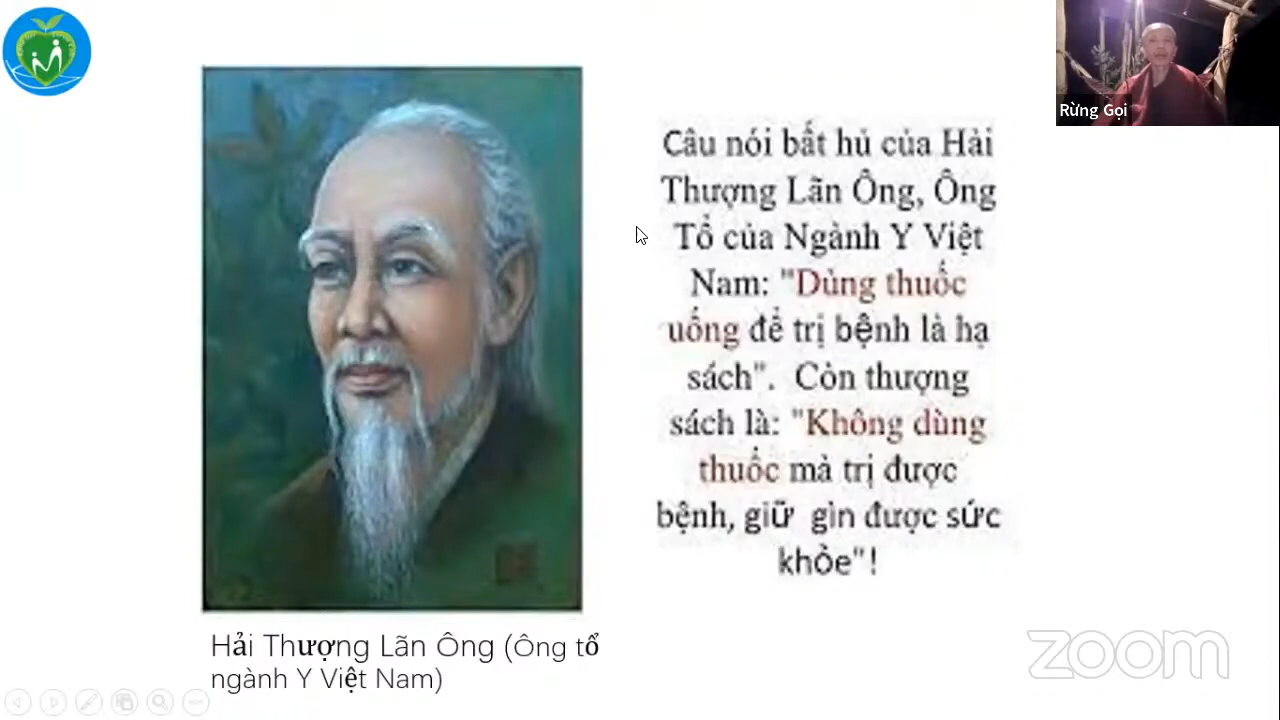 Rừng Gọi
Câu nói bất hủ của Hải
Thượng Lãn Ông, Ông
Tổ của Ngành Y Việt
Nam: "Dùng thuốc
uống để trị bệnh là hạ
sách". Còn thượng
sách là: "Không dùng
thuốc mà trị được
bệnh, giữ gìn được sức
khỏe"!
Hải Thượng Lãn Ông (Ông tổ
ngành Y Việt Nam)
zoom